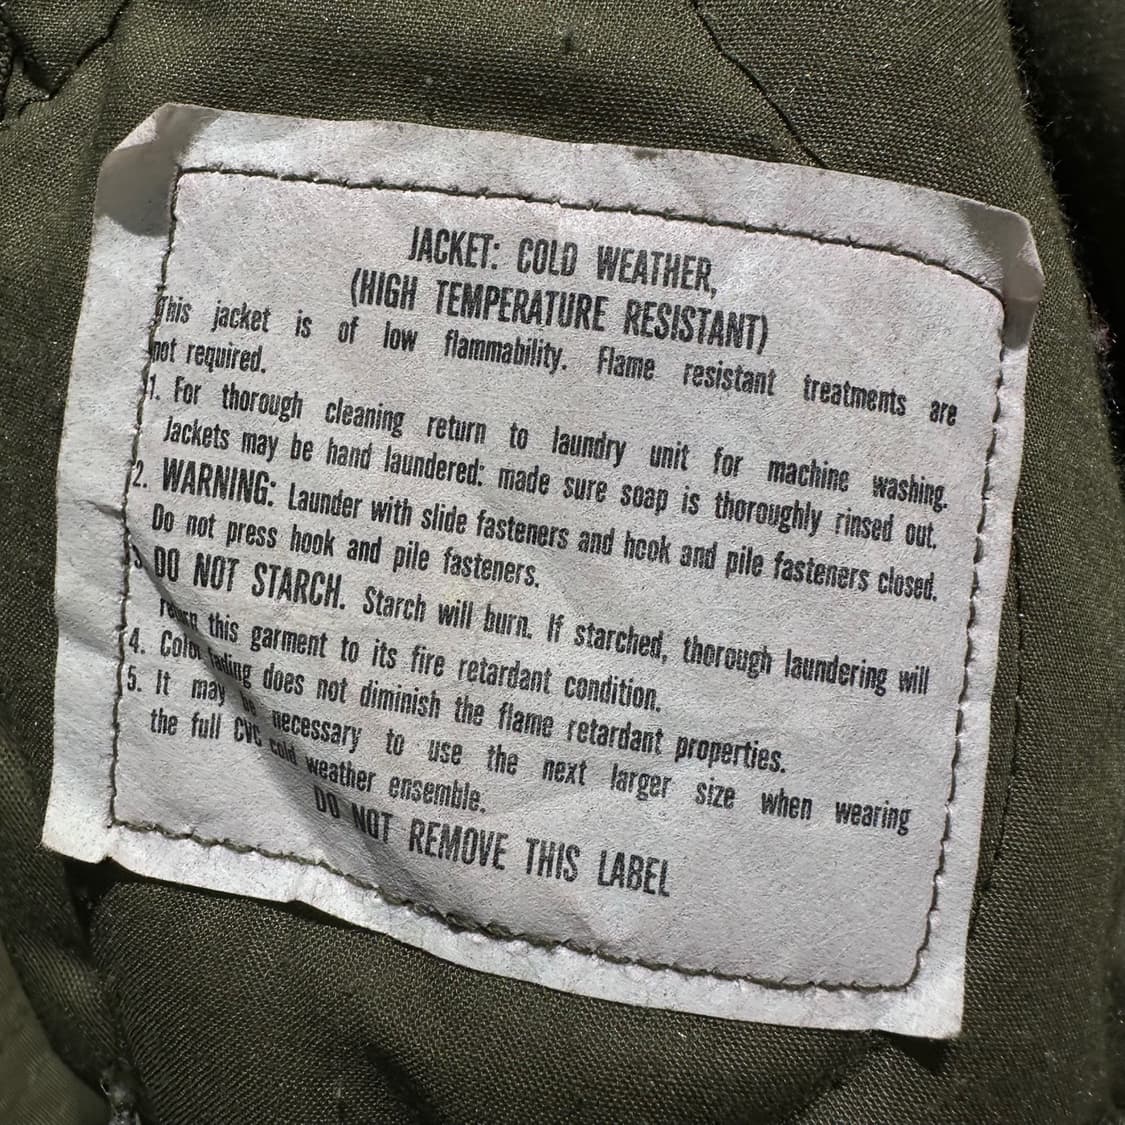 JACKET: COLD WEATHER,
(HIGH TEMPERATURE RESISTANT)
This jacket is of low flammability. Flame resistant treatments are
not required.
1. For thorough cleaning return to laundry unit for machine washing.
Jackets may be hand laundered: made sure soap is thoroughly rinsed out.
2. WARNING: Launder with slide fasteners and hook and pile fasteners closed.
Do not press hook and pile fasteners.
3 DO NOT STARCH. Starch will burn. If starched, thorough laundering will
return this garment to its fire retardant condition.
4. Color fading does not diminish the flame retardant properties.
5. It may be necessary to use the next larger size when wearing
the full CVC cold weather ensemble.
DO NOT REMOVE THIS LABEL